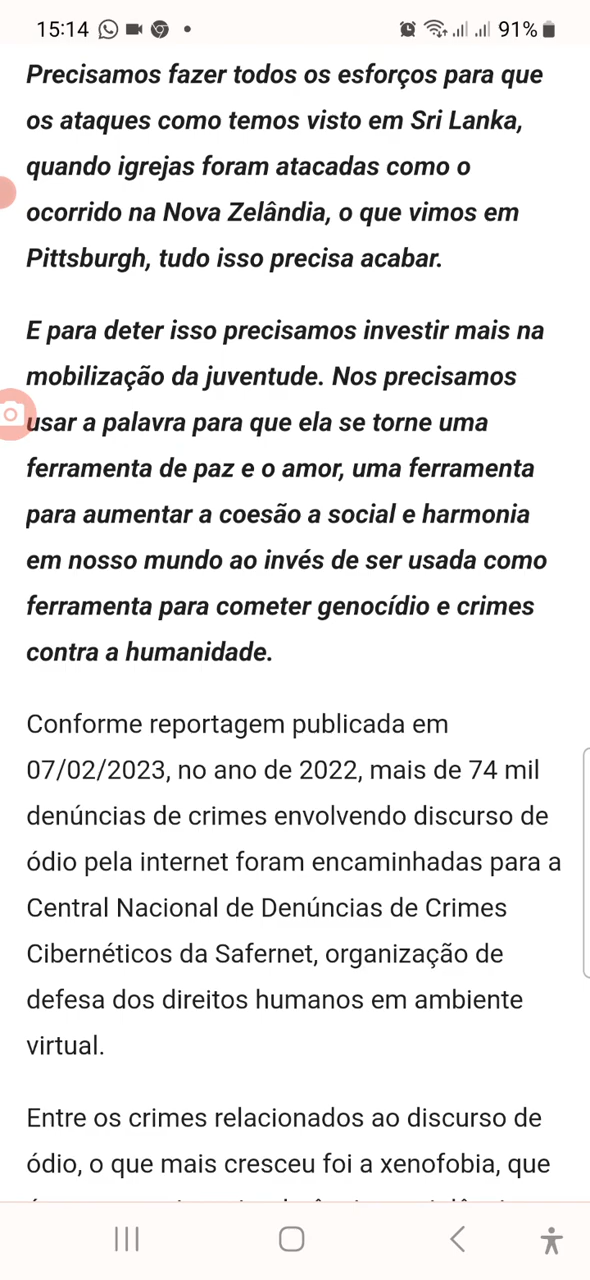 15:14 91%
Precisamos fazer todos os esforços para que
os ataques como temos visto em Sri Lanka,
quando igrejas foram atacadas como o
ocorrido na Nova Zelândia, o que vimos em
Pittsburgh, tudo isso precisa acabar.
E para deter isso precisamos investir mais na
mobilização da juventude. Nos precisamos
usar a palavra para que ela se torne uma
ferramenta de paz e o amor, uma ferramenta
para aumentar a coesão a social e harmonia
em nosso mundo ao invés de ser usada como
ferramenta para cometer genocídio e crimes
contra a humanidade.
Conforme reportagem publicada em
07/02/2023, no ano de 2022, mais de 74 mil
denúncias de crimes envolvendo discurso de
ódio pela internet foram encaminhadas para a
Central Nacional de Denúncias de Crimes
Cibernéticos da Safernet, organização de
defesa dos direitos humanos em ambiente
virtual.
Entre os crimes relacionados ao discurso de
ódio, o que mais cresceu foi a xenofobia, que